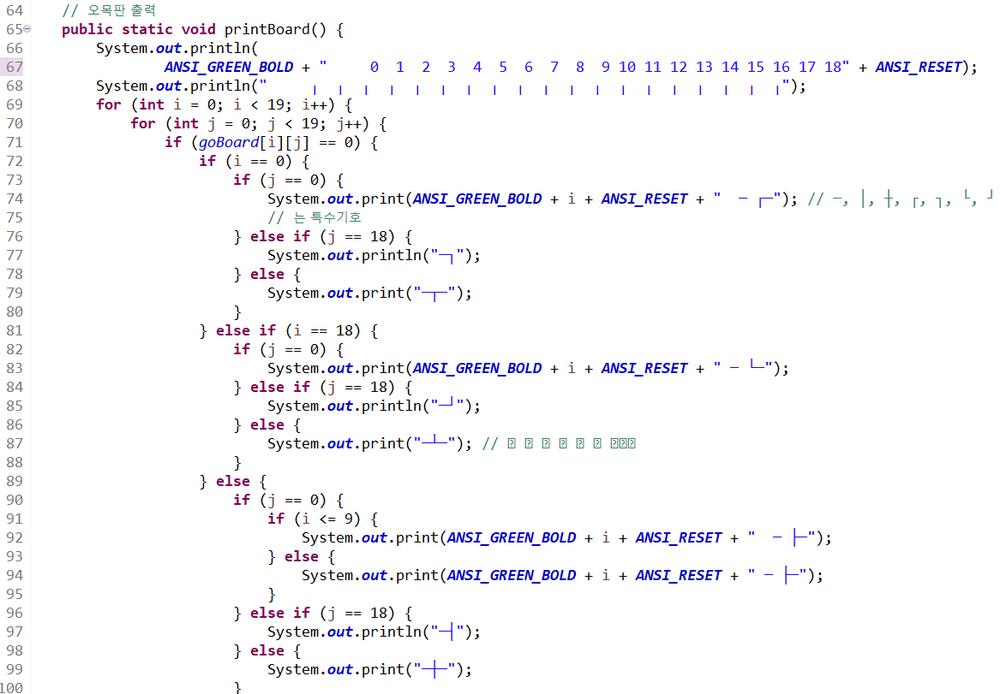 64 // 오목판 출력
65 public static void printBoard() {
66 System.out.println(
67 ANSI_GREEN_BOLD + "     0  1  2  3  4  5  6  7  8  9 10 11 12 13 14 15 16 17 18" + ANSI_RESET);
68 System.out.println("     ╷  ╷  ╷  ╷  ╷  ╷  ╷  ╷  ╷  ╷  ╷  ╷  ╷  ╷  ╷  ╷  ╷  ╷  ╷");
69 for (int i = 0; i < 19; i++) {
70 for (int j = 0; j < 19; j++) {
71 if (goBoard[i][j] == 0) {
72 if (i == 0) {
73 if (j == 0) {
74 System.out.print(ANSI_GREEN_BOLD + i + ANSI_RESET + "  ─ ┌─"); // ─, │, ┼, ┌, ┐, └, ┘
75 // 는 특수기호
76 } else if (j == 18) {
77 System.out.println("─┐");
78 } else {
79 System.out.print("─┬─");
80 }
81 } else if (i == 18) {
82 if (j == 0) {
83 System.out.print(ANSI_GREEN_BOLD + i + ANSI_RESET + " ─ └─");
84 } else if (j == 18) {
85 System.out.println("─┘");
86 } else {
87 System.out.print("─┴─"); //
88 }
89 } else {
90 if (j == 0) {
91 if (i <= 9) {
92 System.out.print(ANSI_GREEN_BOLD + i + ANSI_RESET + "  ─ ├─");
93 } else {
94 System.out.print(ANSI_GREEN_BOLD + i + ANSI_RESET + " ─ ├─");
95 }
96 } else if (j == 18) {
97 System.out.println("─┤");
98 } else {
99 System.out.print("─┼─");
100 }